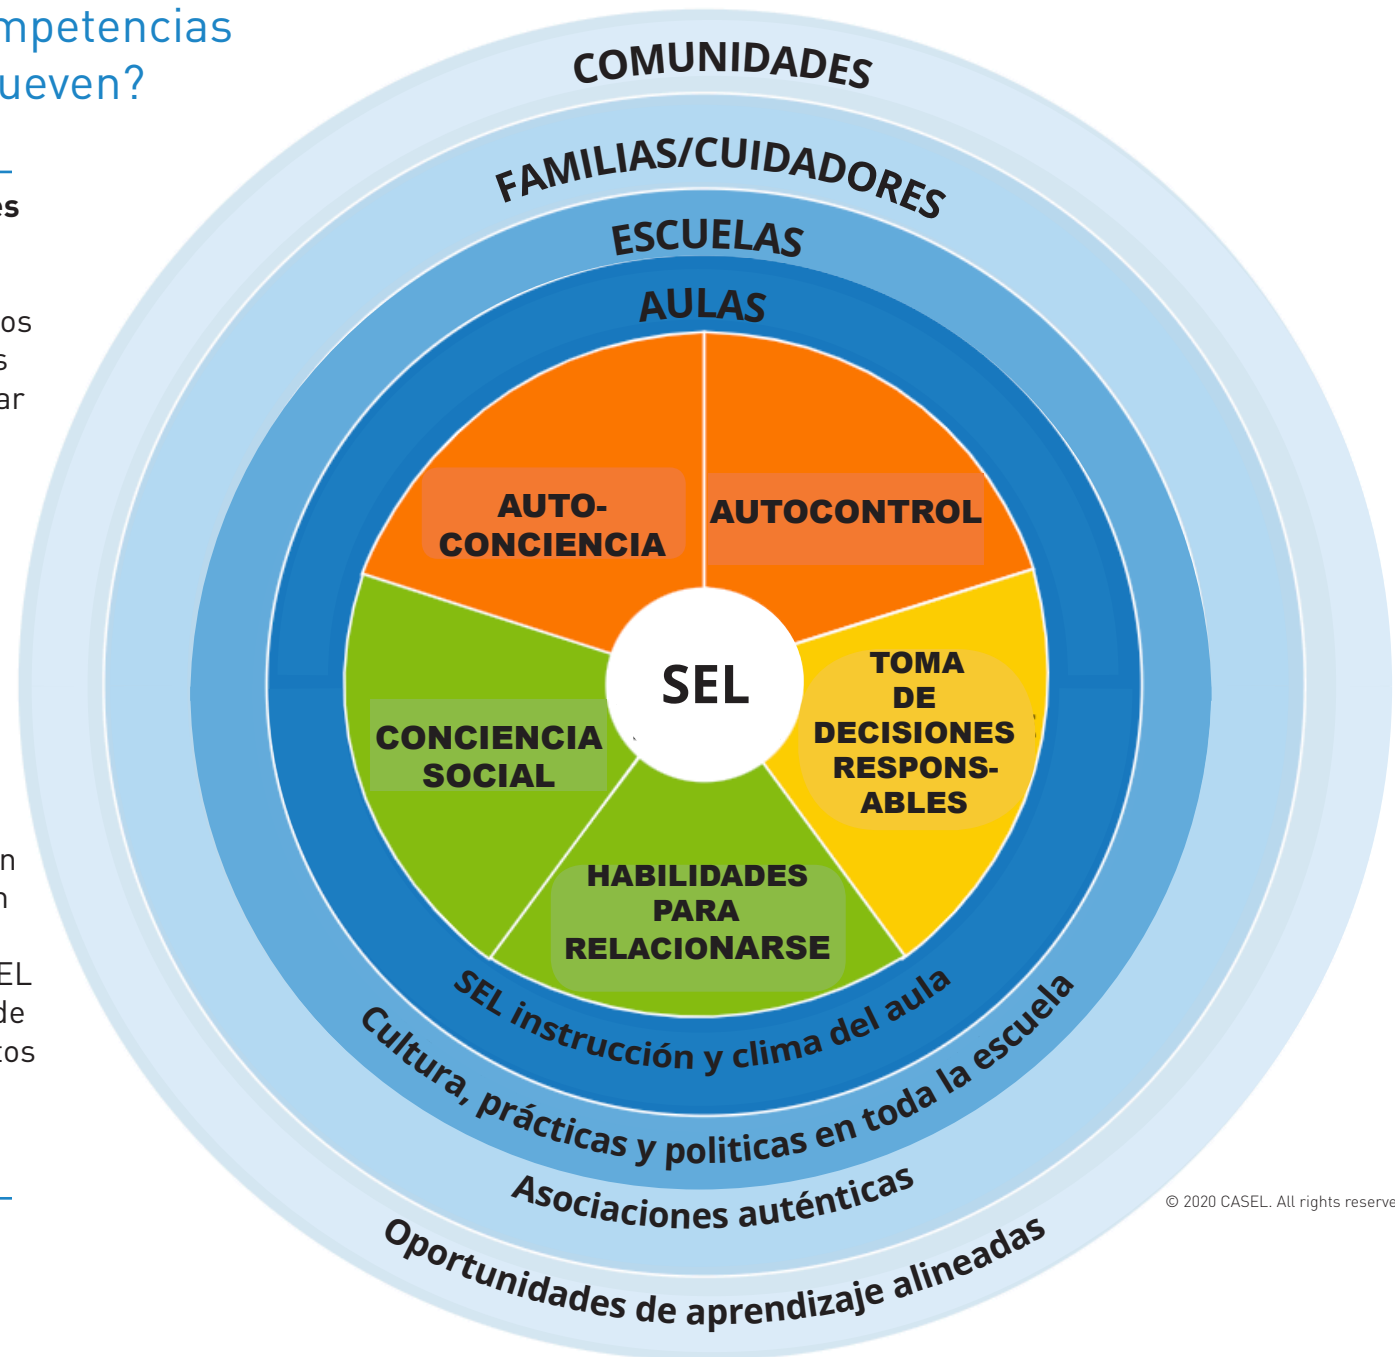 mpetencias
ueven?
es
os
s
ar
n
n
EL
de
tos
COMUNIDADES
FAMILIAS/CUIDADORES
ESCUELAS
AULAS
AUTO-
CONCIENCIA
AUTOCONTROL
SEL
TOMA
DE
DECISIONES
RESPONS-
ABLES
CONCIENCIA
SOCIAL
HABILIDADES
PARA
RELACIONARSE
SEL instrucción y clima del aula
Cultura, prácticas y politicas en toda la escuela
Asociaciones auténticas
Oportunidades de aprendizaje alineadas
© 2020 CASEL. All rights reserve